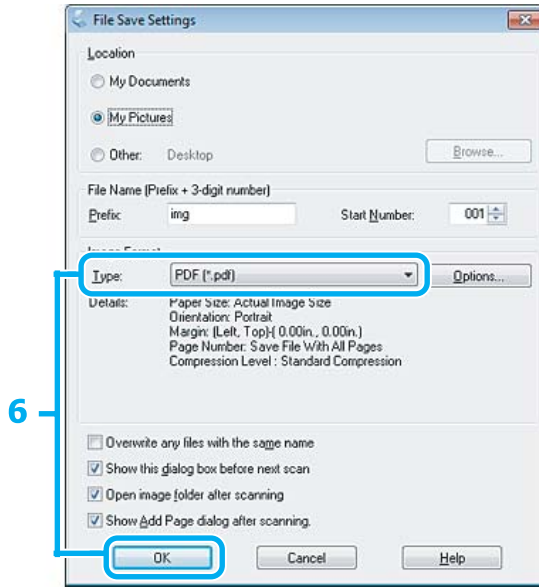 File Save Settings
Location
My Documents
My Pictures
Other: Desktop Browse...
File Name (Prefix + 3-digit number)
Prefix: img Start Number: 001
Image Format
Type: PDF (*.pdf) Options...
Details: Paper Size: Actual Image Size
Orientation: Portrait
Margin: (Left, Top)-( 0.00in., 0.00in.)
Page Number: Save File With All Pages
Compression Level : Standard Compression
6
Overwrite any files with the same name
Show this dialog box before next scan
Open image folder after scanning
Show Add Page dialog after scanning.
OK Cancel Help